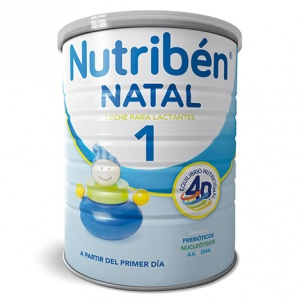 Nutribén®
NATAL
LECHE PARA LACTANTES
1
EQUILIBRIO NUTRICIONAL
4D
PREBIÓTICOS
NUCLEÓTIDOS
A.A. DHA
A PARTIR DEL PRIMER DÍA